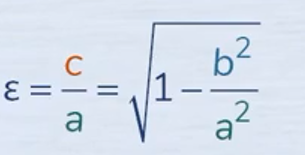 ε = c/a = √(1 − b²/a²)